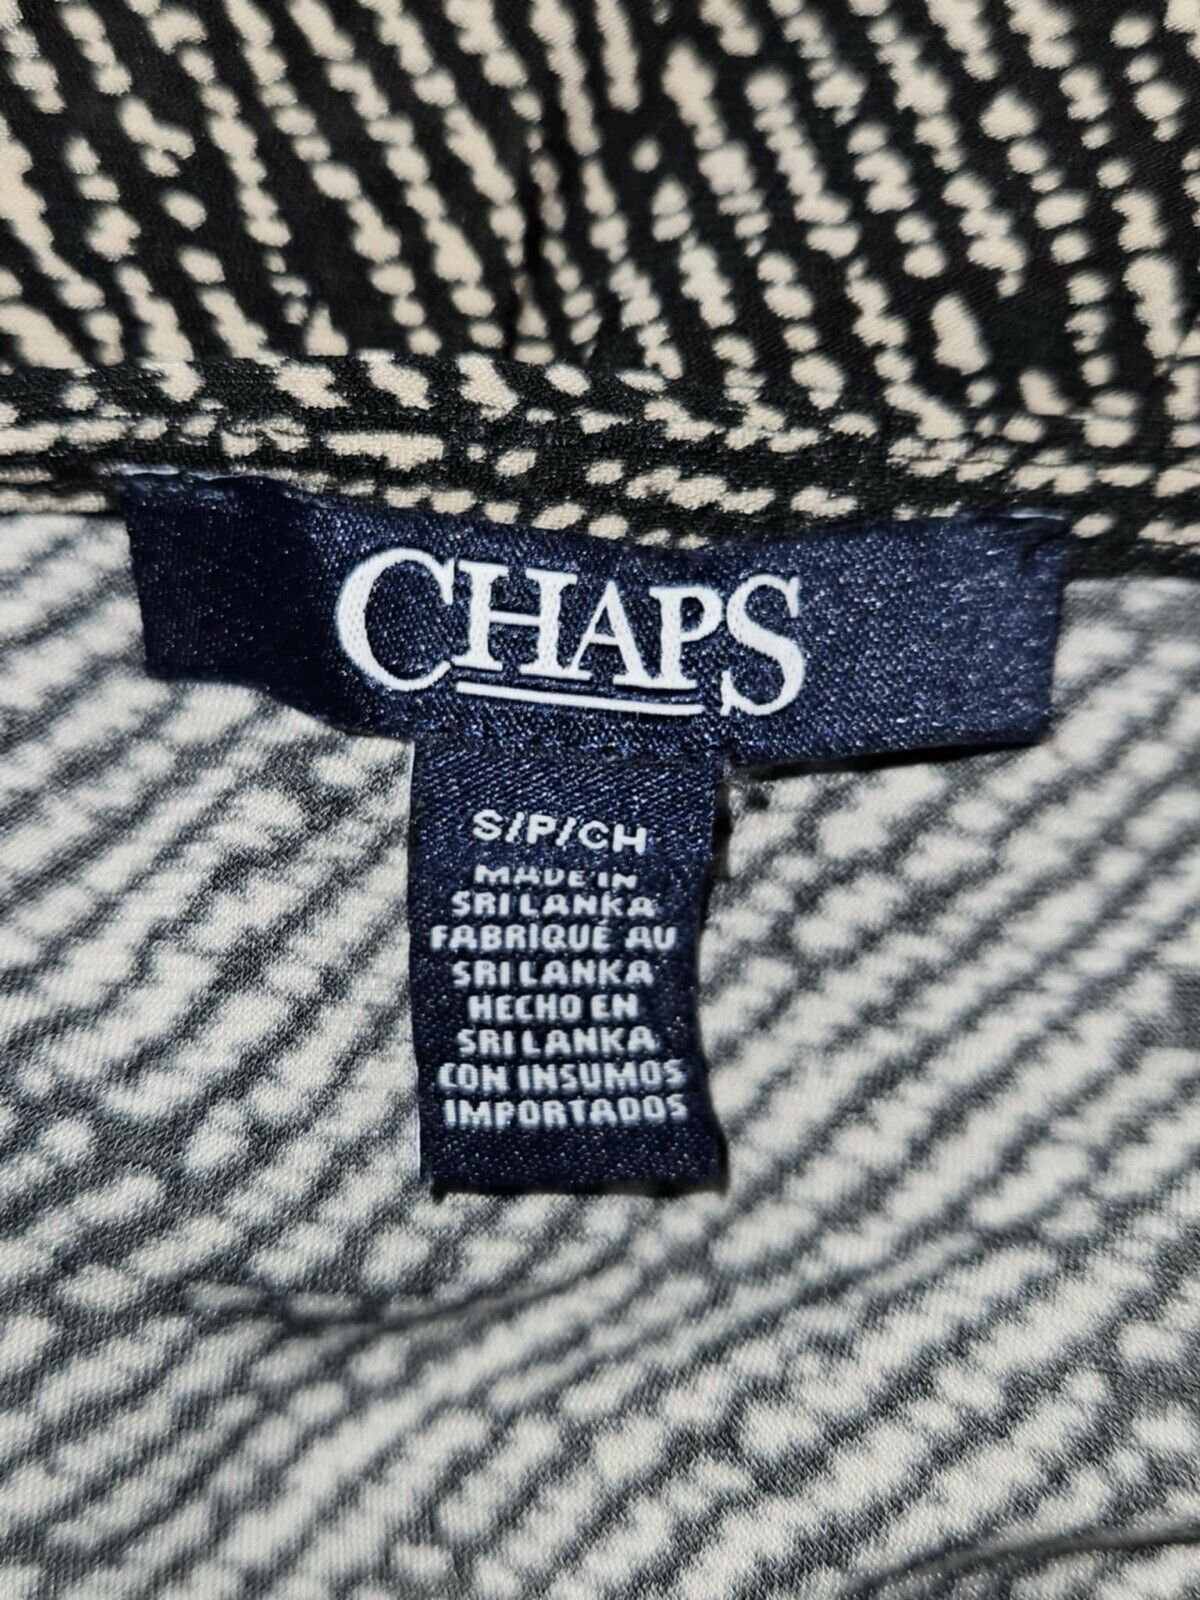 CHAPS
S/P/CH
MADE IN
SRI LANKA
FABRIQUÉ AU
SRI LANKA
HECHO EN
SRI LANKA
CON INSUMOS
IMPORTADOS